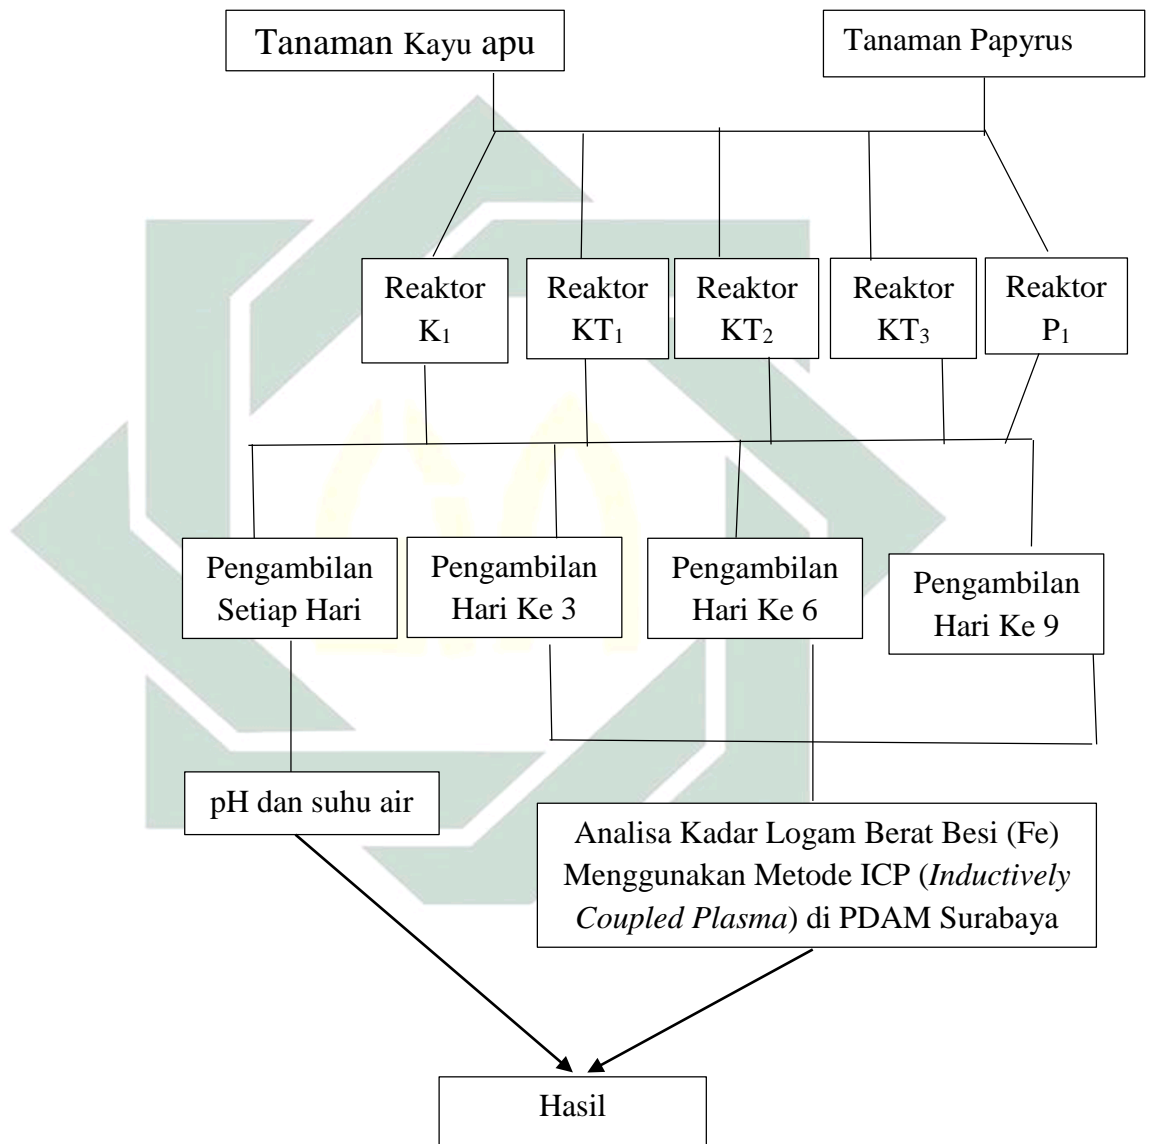 Tanaman Kayu apu
Tanaman Papyrus
Reaktor
K₁
Reaktor
KT₁
Reaktor
KT₂
Reaktor
KT₃
Reaktor
P₁
Pengambilan
Setiap Hari
Pengambilan
Hari Ke 3
Pengambilan
Hari Ke 6
Pengambilan
Hari Ke 9
pH dan suhu air
Analisa Kadar Logam Berat Besi (Fe)
Menggunakan Metode ICP (Inductively
Coupled Plasma) di PDAM Surabaya
Hasil